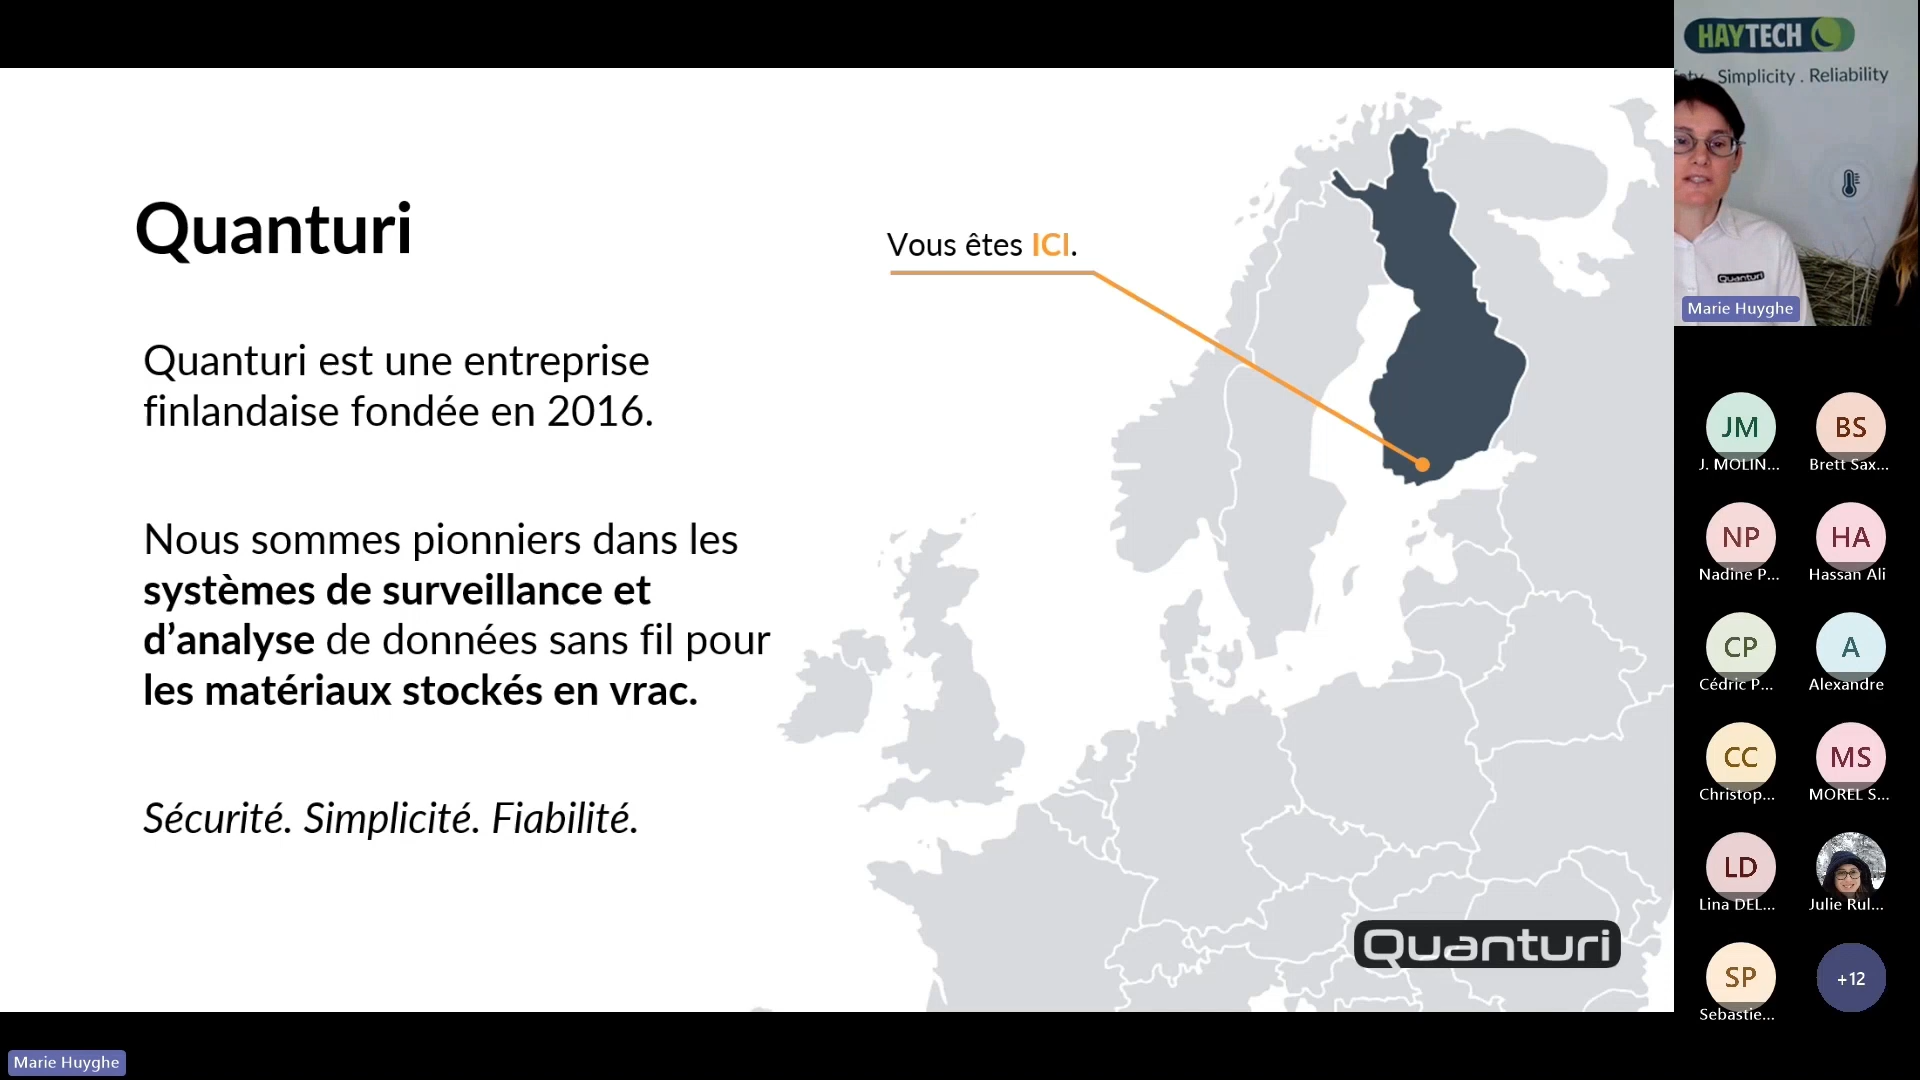 Quanturi
Quanturi est une entreprise
finlandaise fondée en 2016.
Nous sommes pionniers dans les
systèmes de surveillance et
d’analyse de données sans fil pour
les matériaux stockés en vrac.
Sécurité. Simplicité. Fiabilité.
Vous êtes ICI.
Quanturi
HAYTECH
. Simplicity . Reliability
Quanturi
Marie Huyghe
JM
J. MOLIN...
BS
Brett Sax...
NP
Nadine P...
HA
Hassan Ali
CP
Cédric P...
A
Alexandre
CC
Christop...
MS
MOREL S...
LD
Lina DEL...
Julie Rul...
SP
Sebastie...
+12
Marie Huyghe